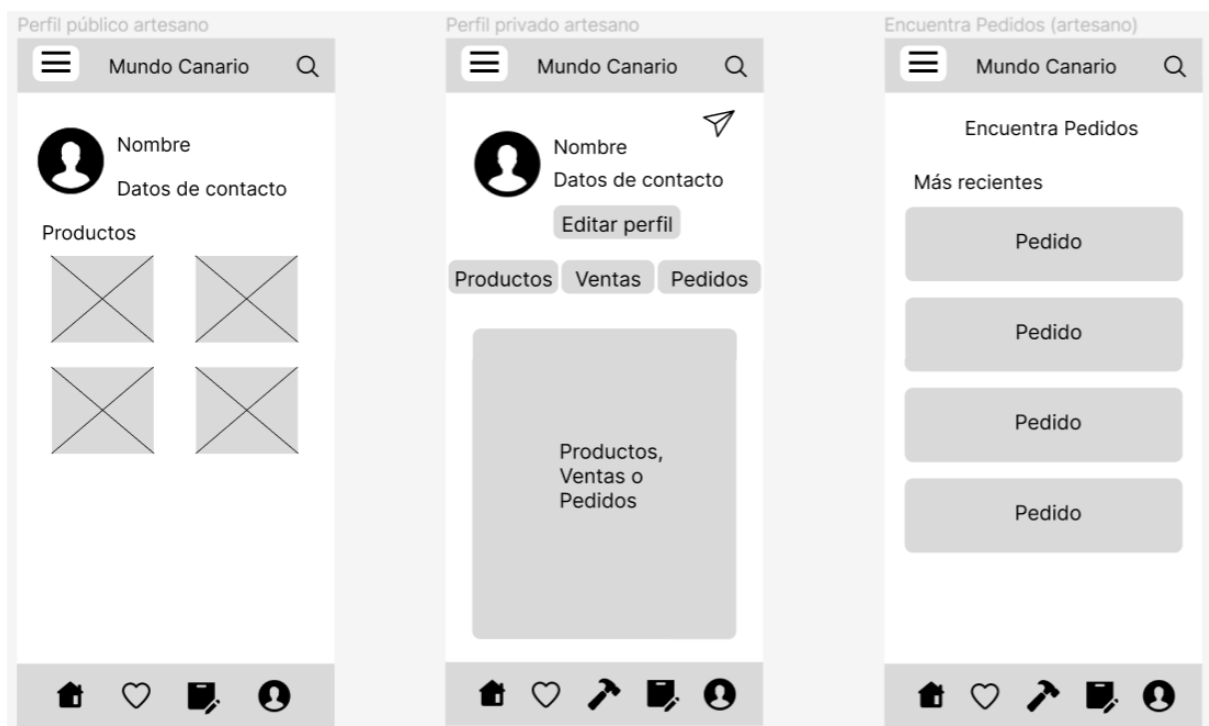 Perfil público artesano
Mundo Canario
Nombre
Datos de contacto
Productos
Perfil privado artesano
Mundo Canario
Nombre
Datos de contacto
Editar perfil
Productos
Ventas
Pedidos
Productos,
Ventas o
Pedidos
Encuentra Pedidos (artesano)
Mundo Canario
Encuentra Pedidos
Más recientes
Pedido
Pedido
Pedido
Pedido